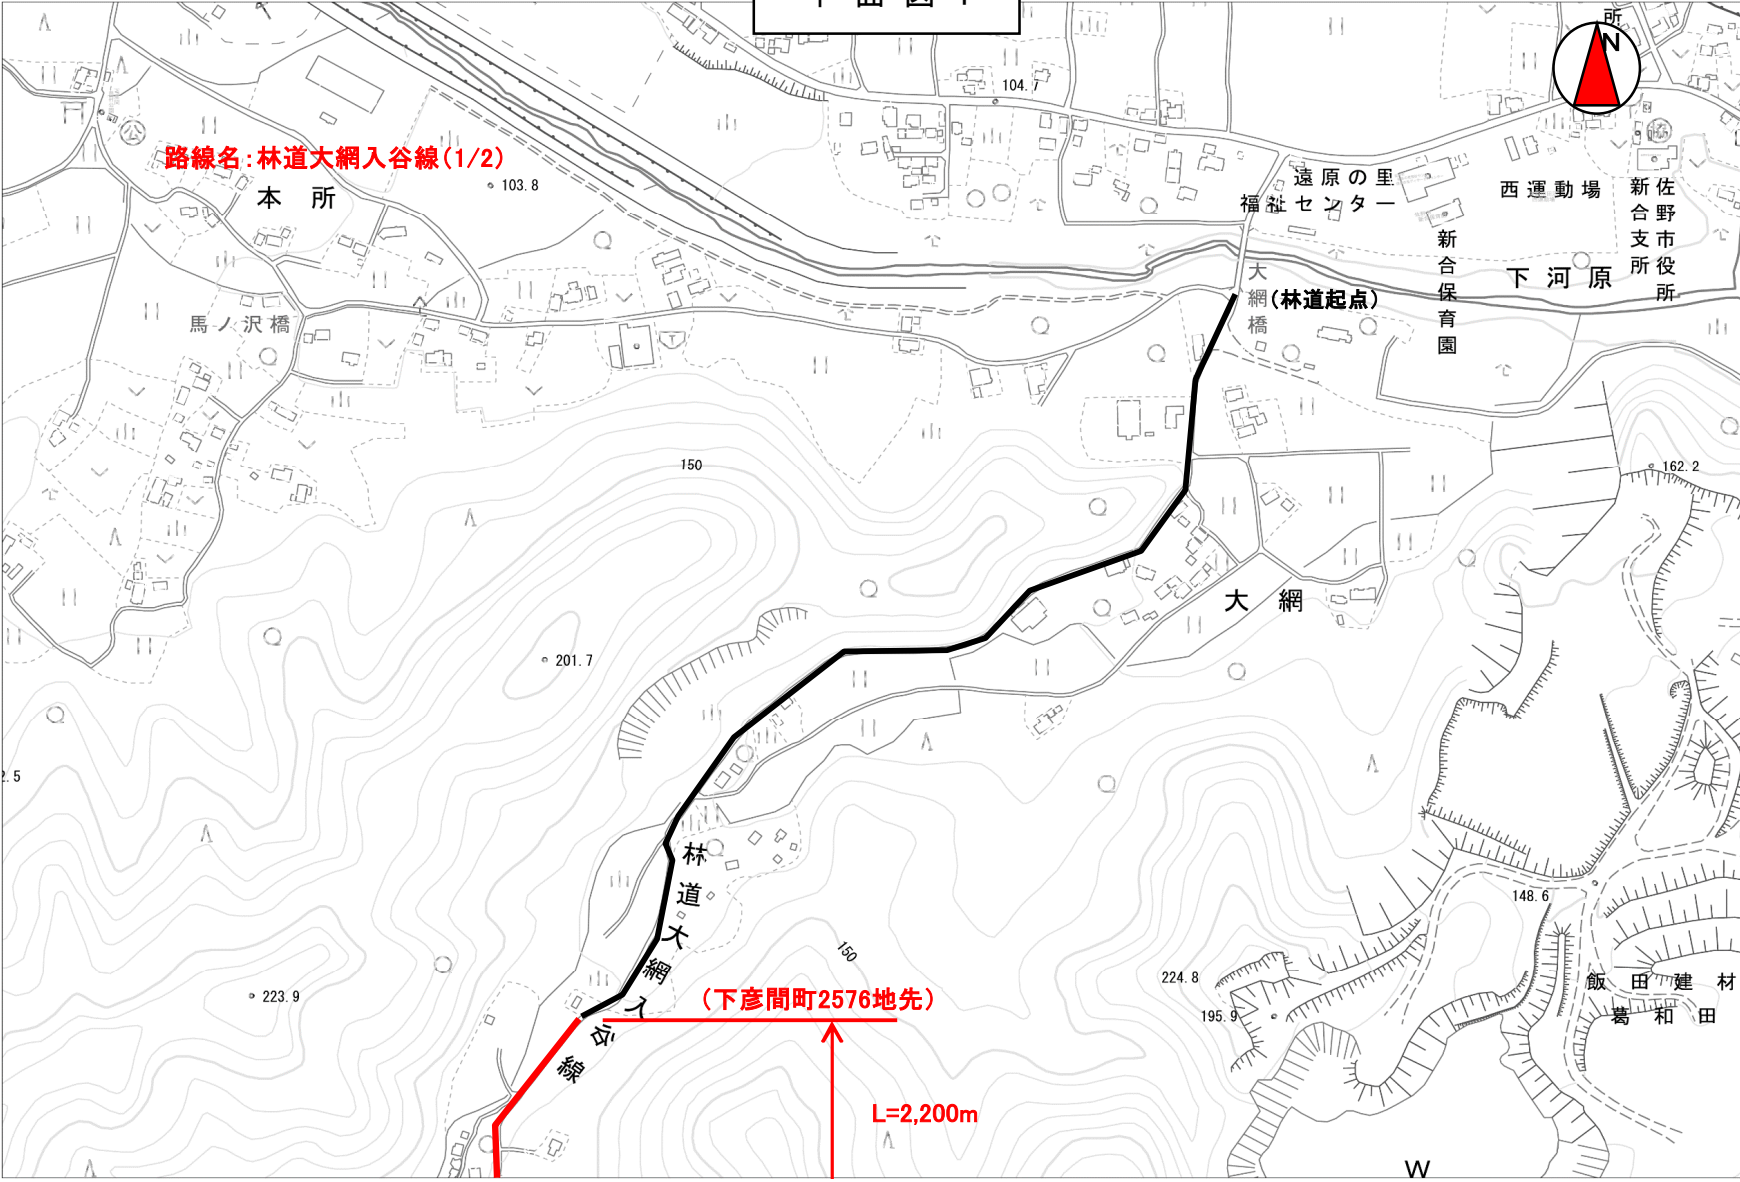 平面図1
N
所
104.7
路線名：林道大網入谷線(1/2)
本所
103.8
遠原の里
福祉センター
西運動場
佐野市役所
新合支所
新合保育園
下河原
大網橋
(林道起点)
馬ノ沢橋
150
162.2
大網
201.7
2.5
林道大網入谷線
148.6
150
224.8
飯田建材
223.9
(下彦間町2576地先)
195.9
葛和田
L=2,200m
W